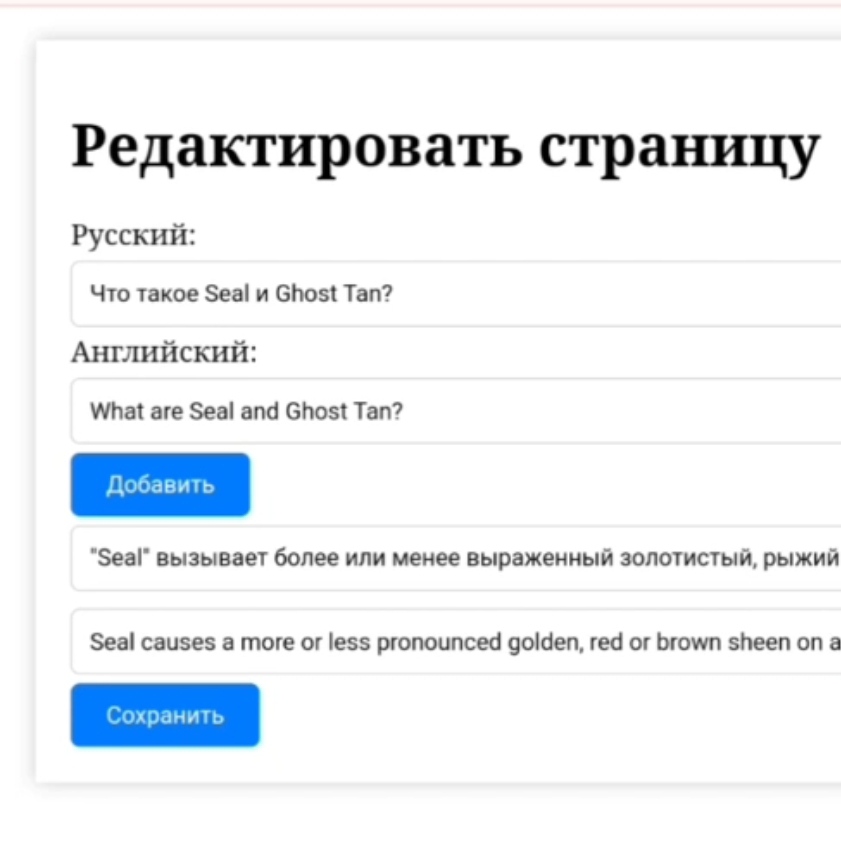 Редактировать страницу
Русский:
Что такое Seal и Ghost Tan?
Английский:
What are Seal and Ghost Tan?
Добавить
"Seal" вызывает более или менее выраженный золотистый, рыжий
Seal causes a more or less pronounced golden, red or brown sheen on a
Сохранить